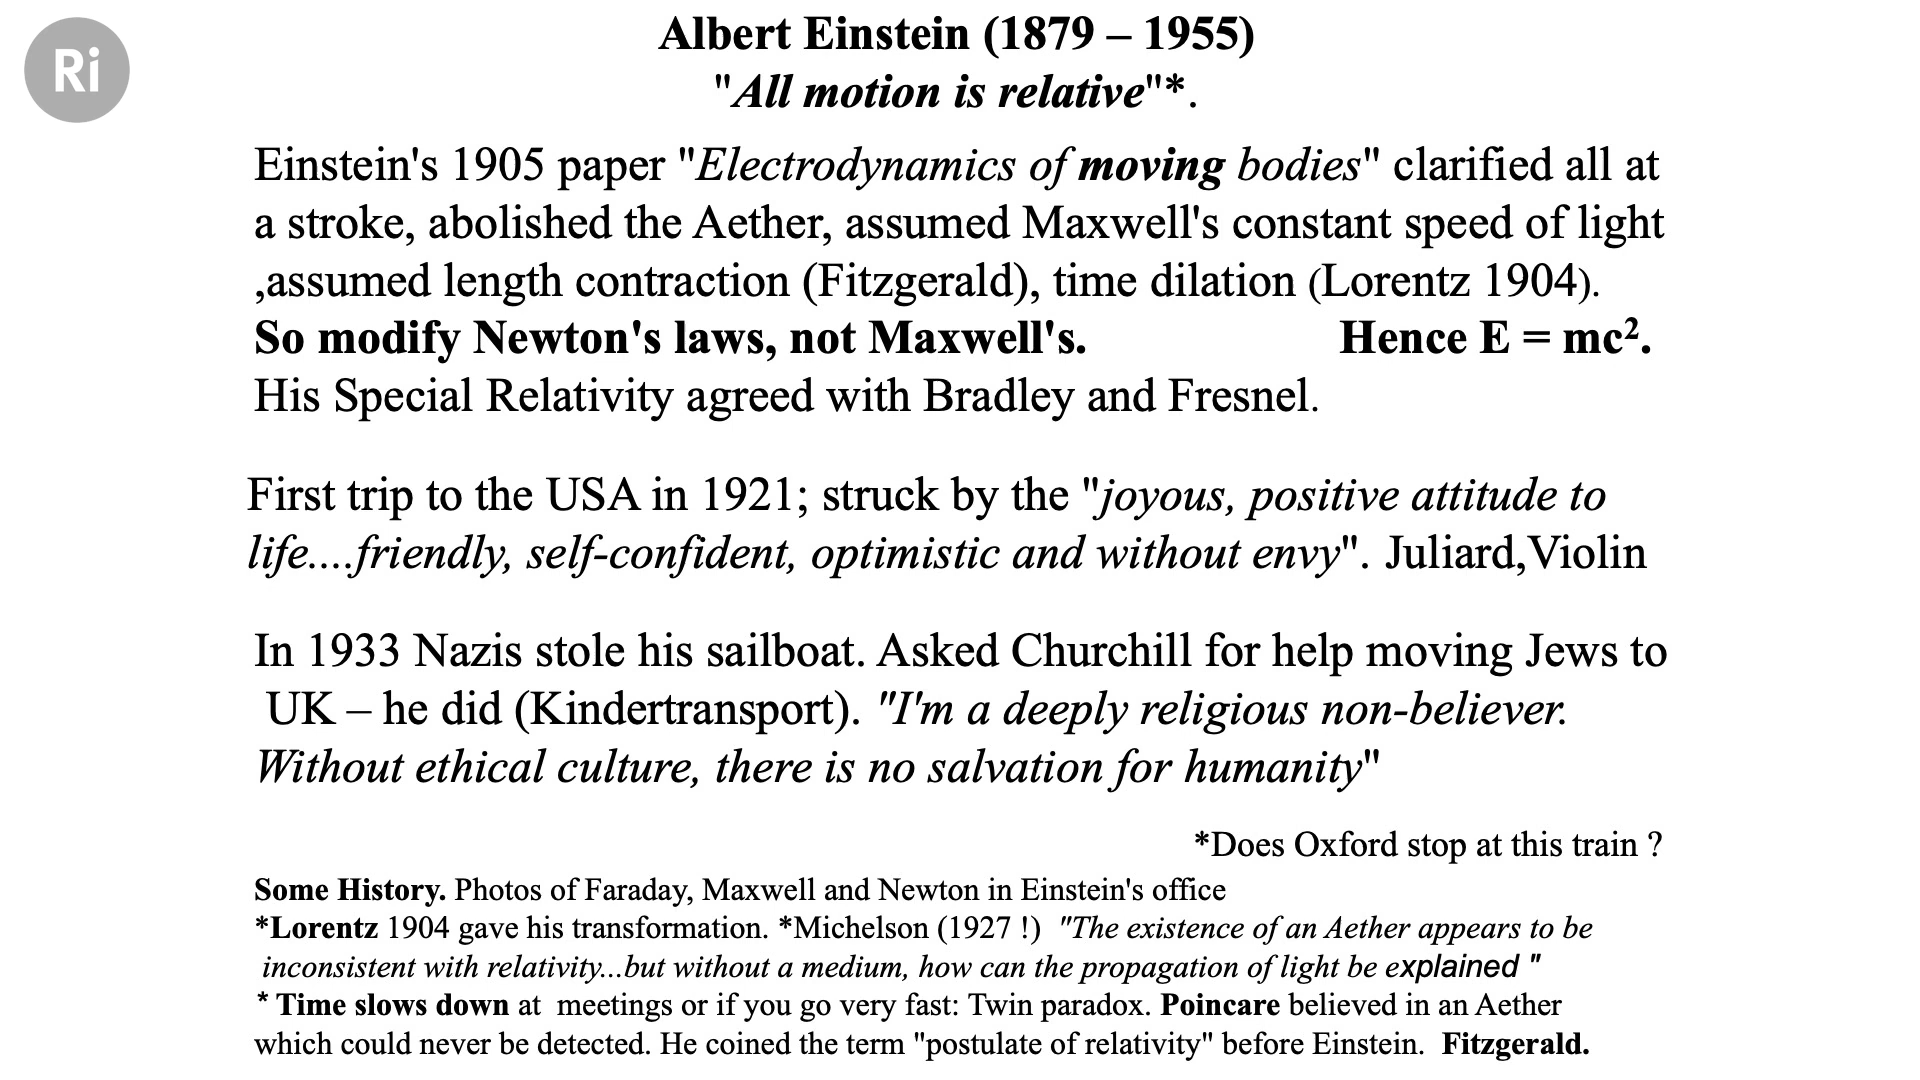 Ri
Albert Einstein (1879 – 1955)
"All motion is relative"*.
Einstein's 1905 paper "Electrodynamics of moving bodies" clarified all at
a stroke, abolished the Aether, assumed Maxwell's constant speed of light
,assumed length contraction (Fitzgerald), time dilation (Lorentz 1904).
So modify Newton's laws, not Maxwell's. Hence E = mc².
His Special Relativity agreed with Bradley and Fresnel.
First trip to the USA in 1921; struck by the "joyous, positive attitude to
life....friendly, self-confident, optimistic and without envy". Juliard,Violin
In 1933 Nazis stole his sailboat. Asked Churchill for help moving Jews to
UK – he did (Kindertransport). "I'm a deeply religious non-believer.
Without ethical culture, there is no salvation for humanity"
*Does Oxford stop at this train ?
Some History. Photos of Faraday, Maxwell and Newton in Einstein's office
*Lorentz 1904 gave his transformation. *Michelson (1927 !) "The existence of an Aether appears to be
inconsistent with relativity...but without a medium, how can the propagation of light be explained "
* Time slows down at meetings or if you go very fast: Twin paradox. Poincare believed in an Aether
which could never be detected. He coined the term "postulate of relativity" before Einstein. Fitzgerald.